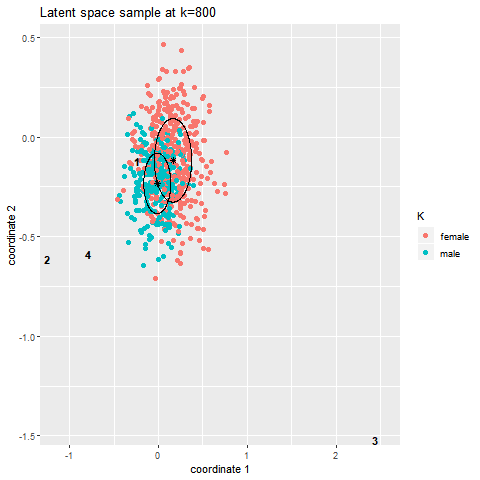 Latent space sample at k=800
0.5
0.0
-0.5
-1.0
-1.5
coordinate 2
1
2
4
3
-1
0
1
2
coordinate 1
K
female
male